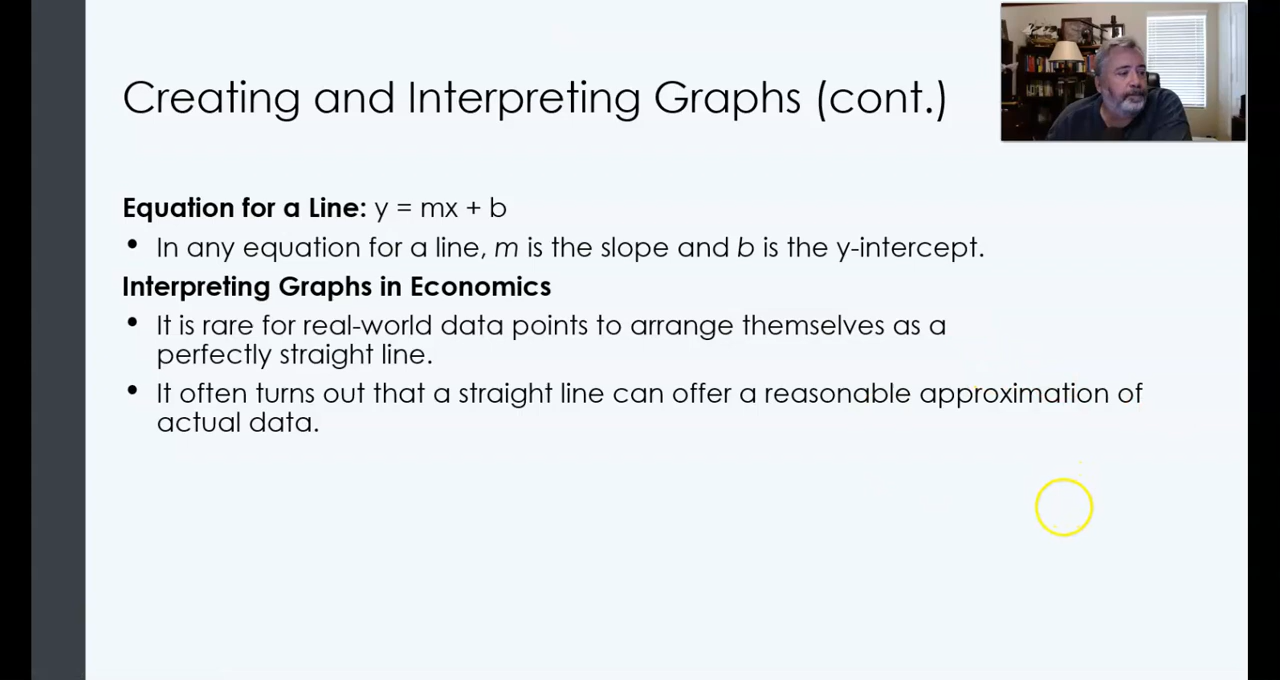 Creating and Interpreting Graphs (cont.)
Equation for a Line: y = mx + b
• In any equation for a line, m is the slope and b is the y-intercept.
Interpreting Graphs in Economics
• It is rare for real-world data points to arrange themselves as a
perfectly straight line.
• It often turns out that a straight line can offer a reasonable approximation of
actual data.